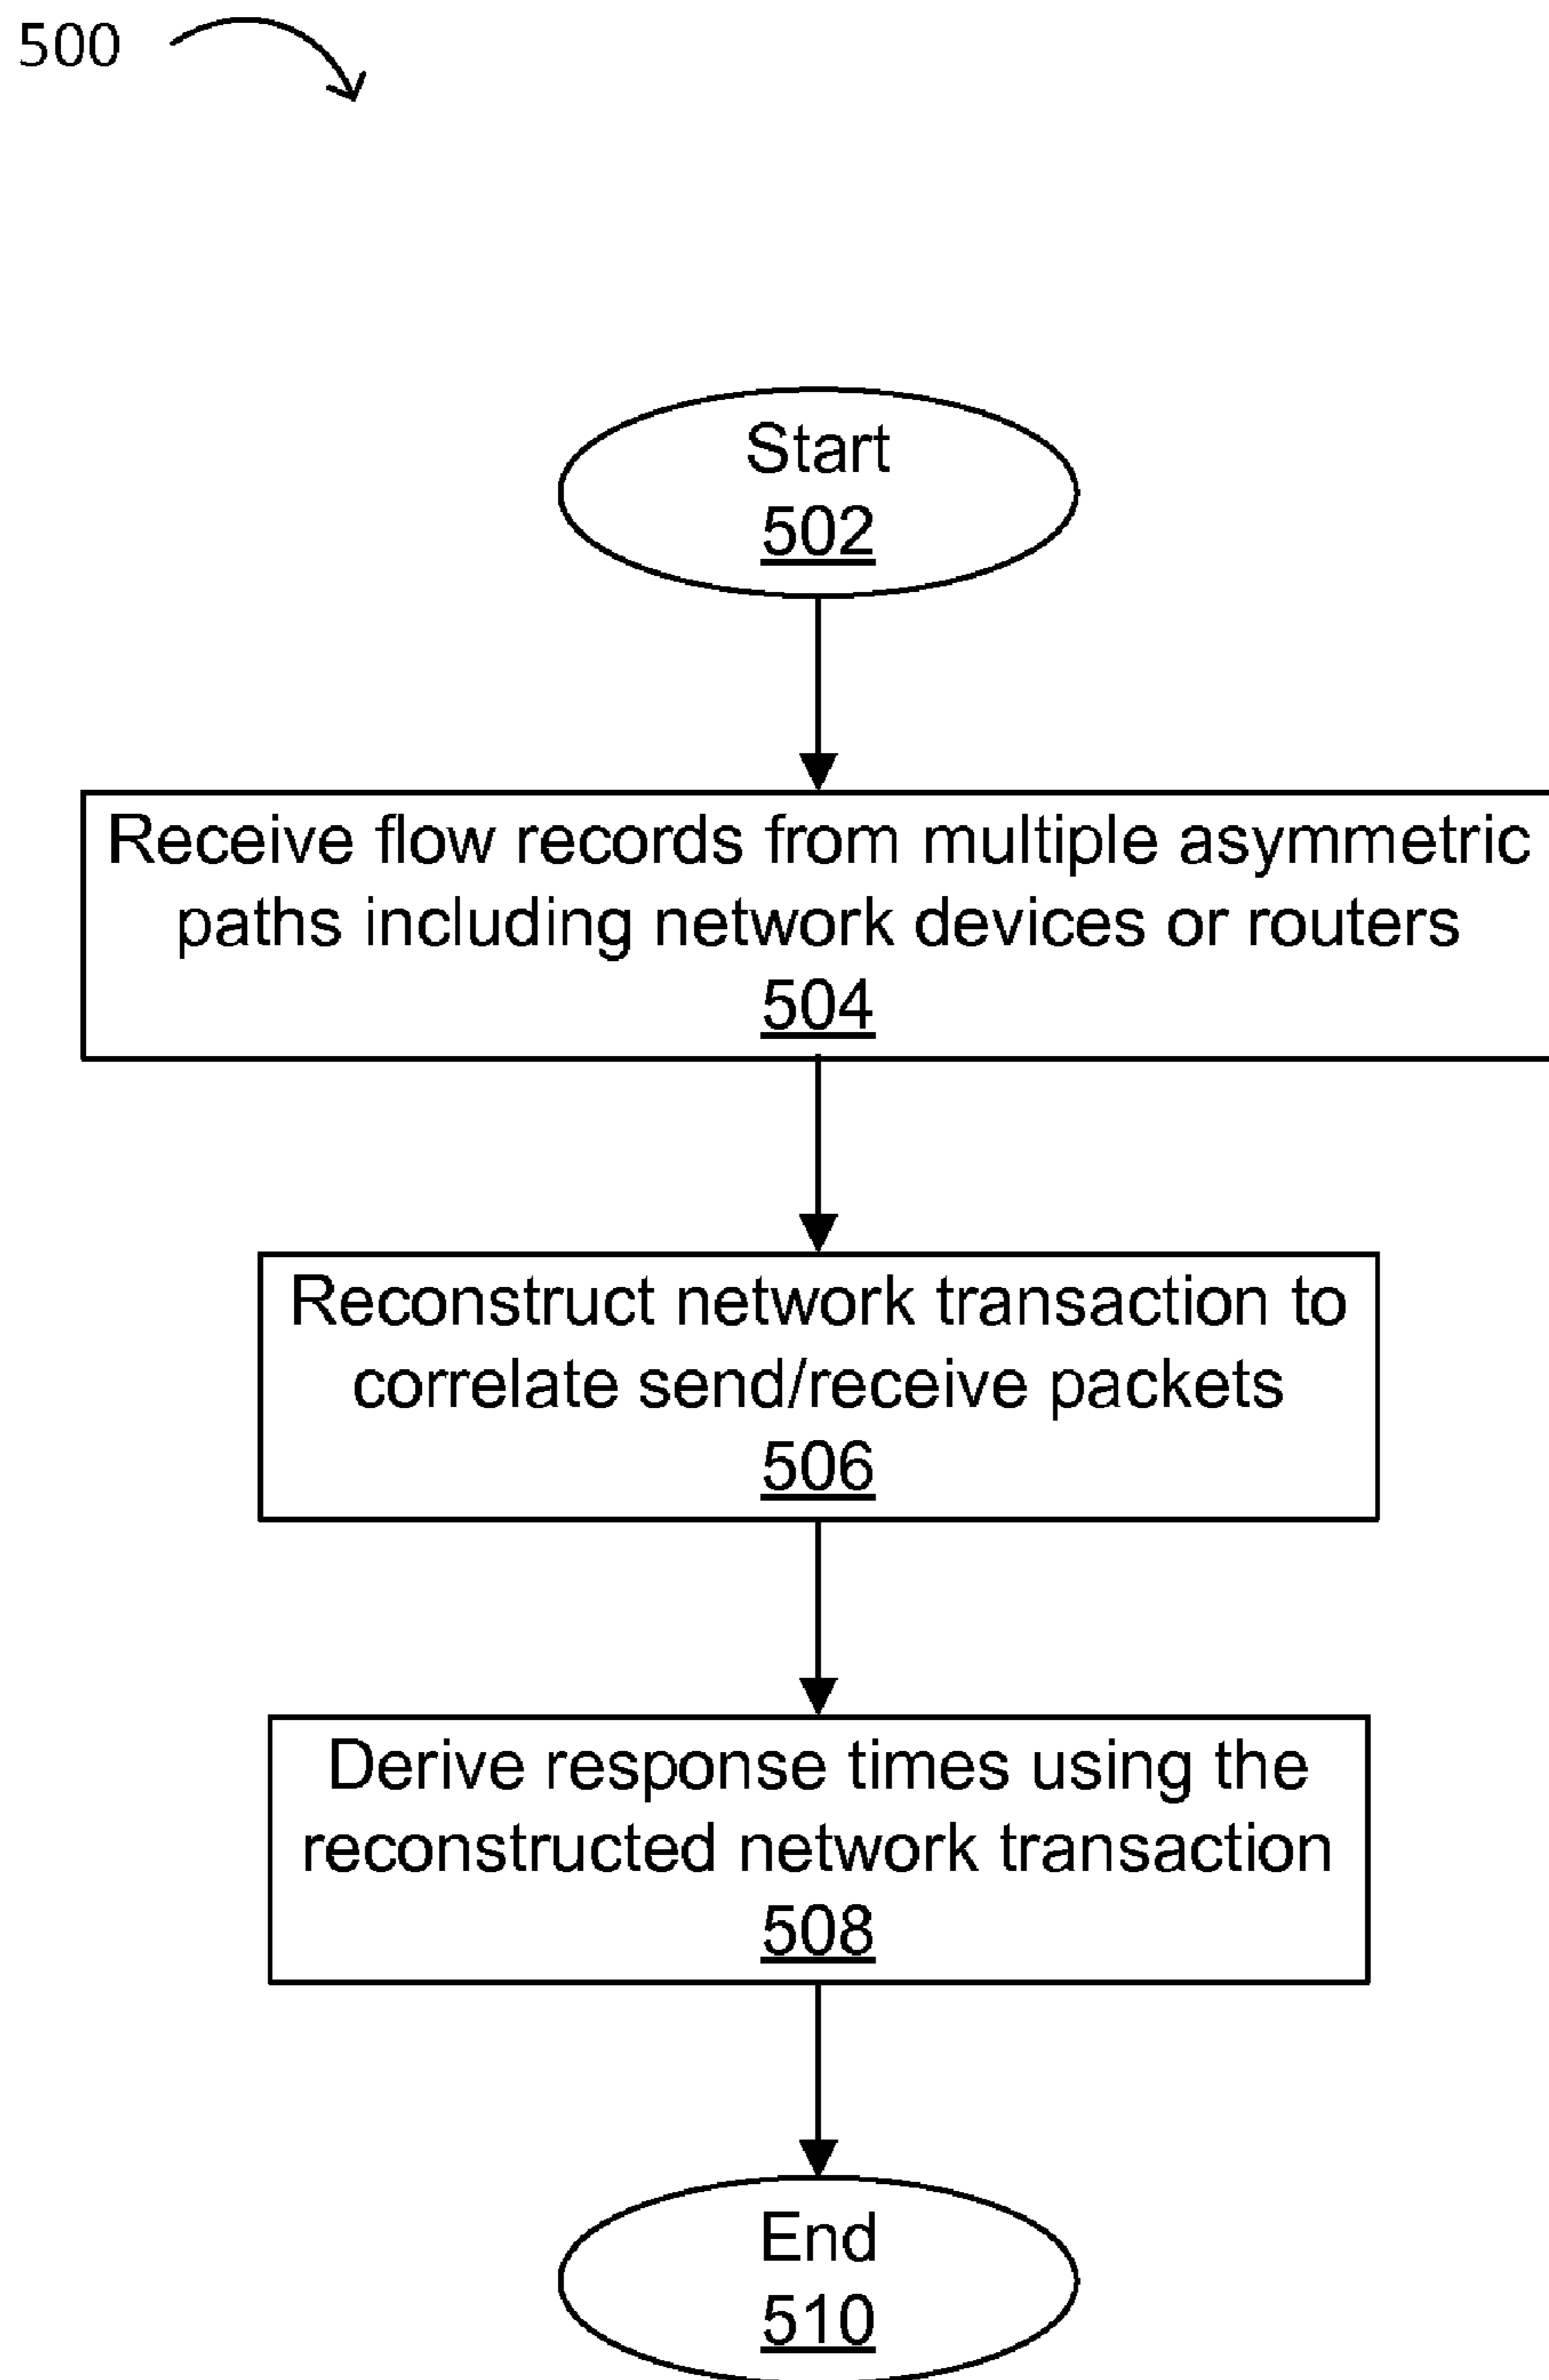 500
Start
502
Receive flow records from multiple asymmetric
paths including network devices or routers
504
Reconstruct network transaction to
correlate send/receive packets
506
Derive response times using the
reconstructed network transaction
508
End
510